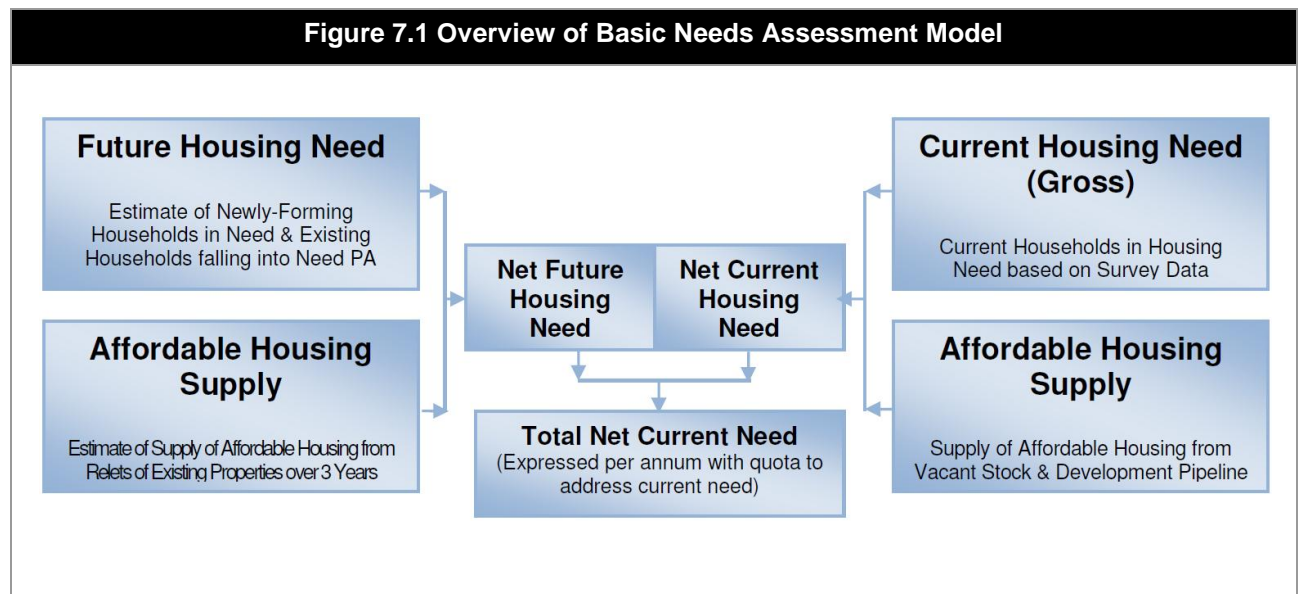 Figure 7.1 Overview of Basic Needs Assessment Model
Future Housing Need
Estimate of Newly-Forming
Households in Need & Existing
Households falling into Need PA
Affordable Housing
Supply
Estimate of Supply of Affordable Housing from
Relets of Existing Properties over 3 Years
Net Future
Housing
Need
Net Current
Housing
Need
Total Net Current Need
(Expressed per annum with quota to
address current need)
Current Housing Need
(Gross)
Current Households in Housing
Need based on Survey Data
Affordable Housing
Supply
Supply of Affordable Housing from
Vacant Stock & Development Pipeline